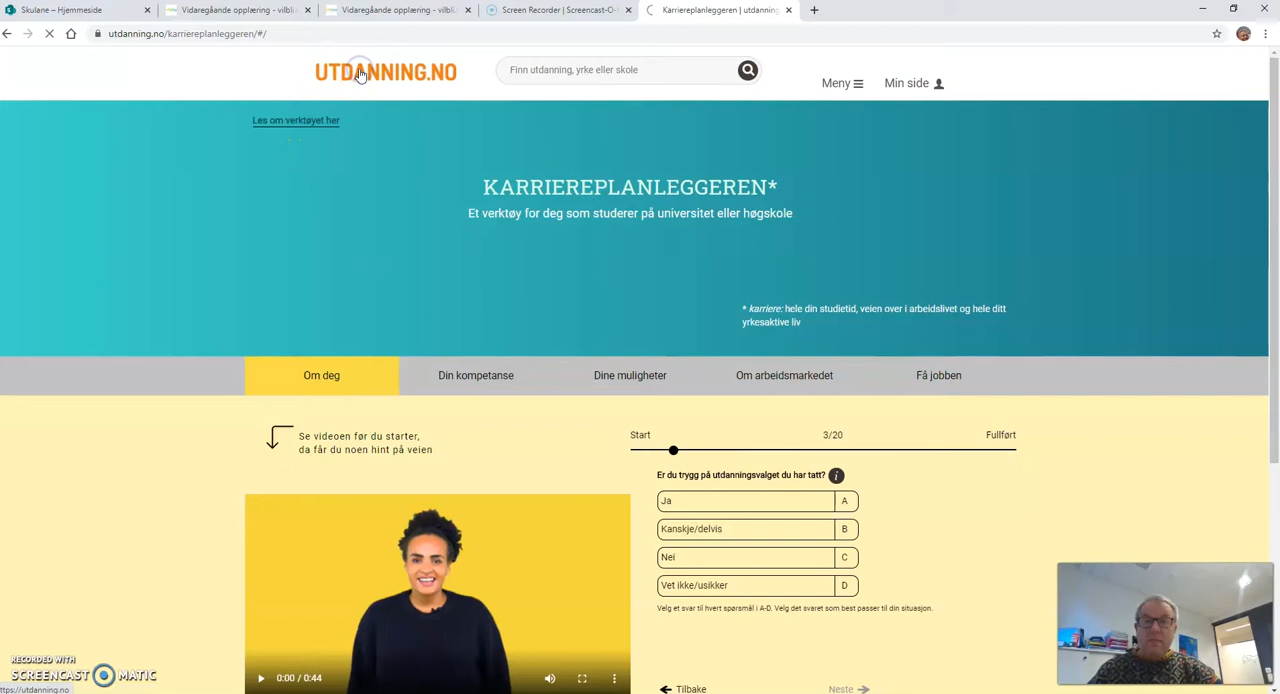 Skulane – Hjemmeside
Vidaregåande opplæring - vilbli.
Vidaregåande opplæring - vilbli.
Screen Recorder | Screencast-O-M
Karriereplanleggeren | utdanning
utdanning.no/karriereplanleggeren/#/
UTDANNING.NO
Finn utdanning, yrke eller skole
Meny
Min side
Les om verktøyet her
KARRIEREPLANLEGGEREN*
Et verktøy for deg som studerer på universitet eller høgskole
* karriere: hele din studietid, veien over i arbeidslivet og hele ditt
yrkesaktive liv
Om deg
Din kompetanse
Dine muligheter
Om arbeidsmarkedet
Få jobben
Se videoen før du starter,
da får du noen hint på veien
Start
3/20
Fullført
Er du trygg på utdanningsvalget du har tatt? i
Ja A
Kanskje/delvis B
Nei C
Vet ikke/usikker D
Velg et svar til hvert spørsmål i A-D. Velg det svaret som best passer til din situasjon.
0:00 / 0:44
Tilbake
Neste
RECORDED WITH
SCREENCAST MATIC
ttps://utdanning.no